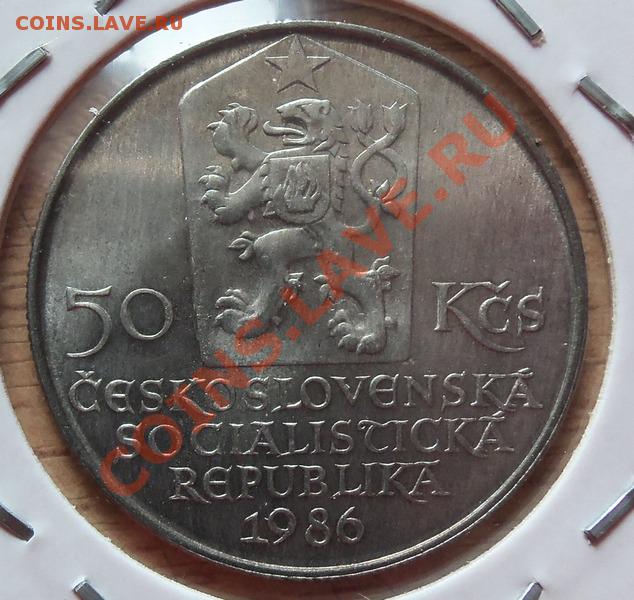 COINS.LAVE.RU
COINS.LAVE.RU
50 Kčs
ČESKOSLOVENSKÁ
SOCIALISTICKÁ
REPUBLIKA
1986